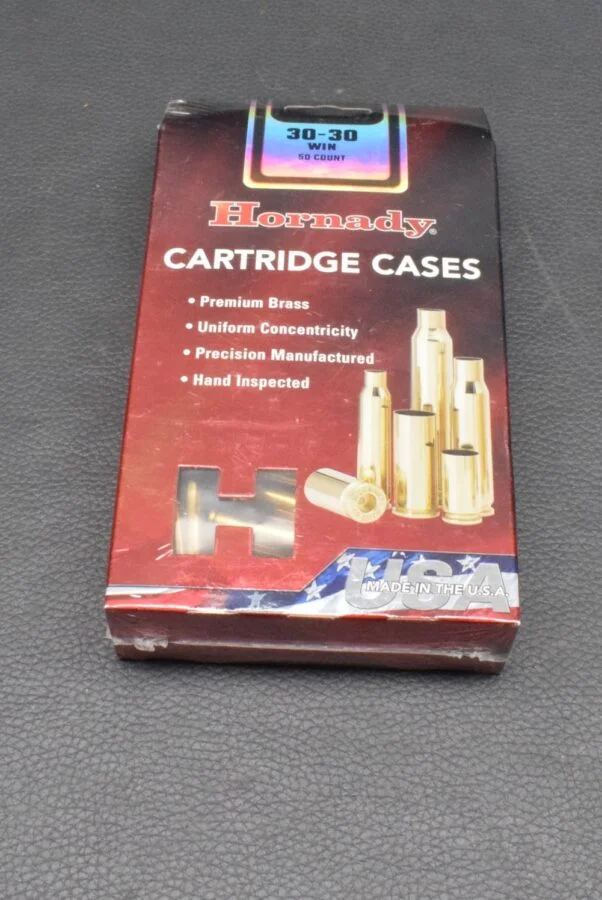 30-30
WIN
50 COUNT
Hornady®
CARTRIDGE CASES
• Premium Brass
• Uniform Concentricity
• Precision Manufactured
• Hand Inspected
USA
MADE IN THE U.S.A.